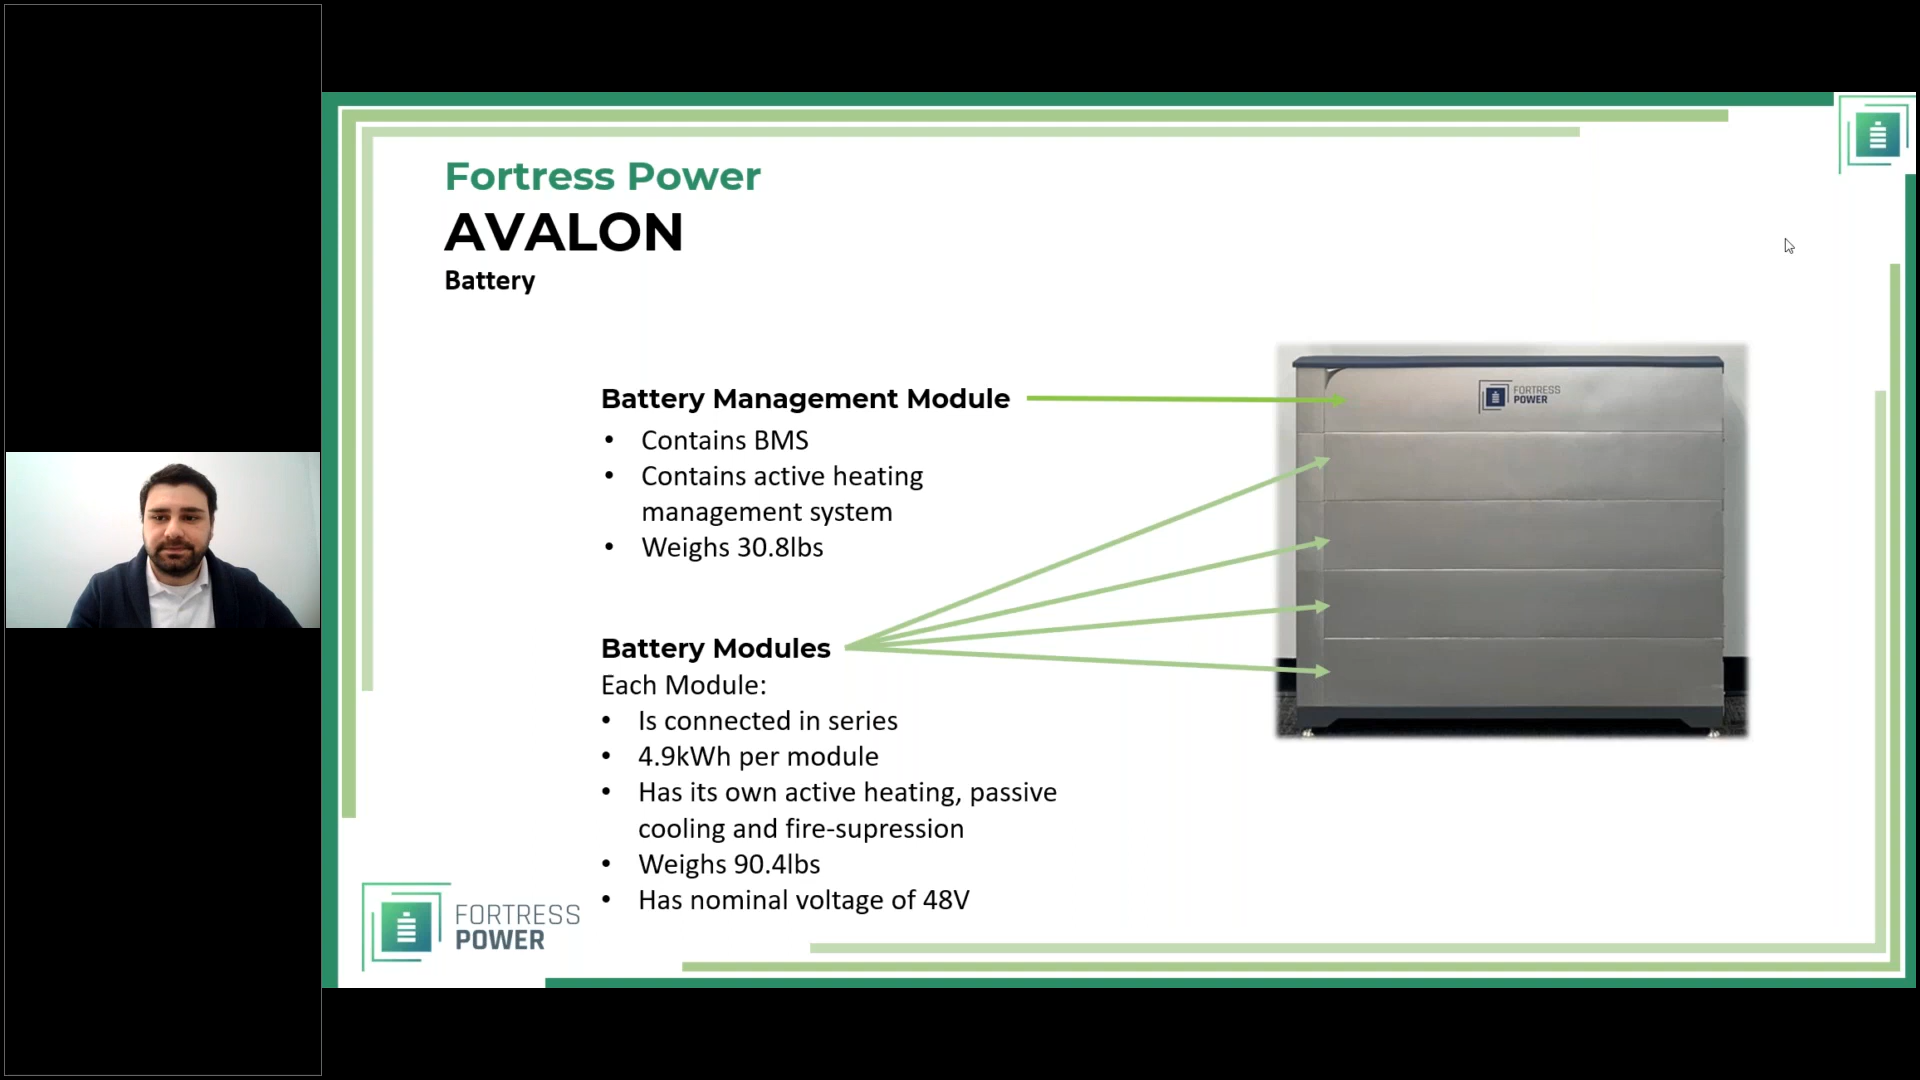 Fortress Power
AVALON
Battery
Battery Management Module
• Contains BMS
• Contains active heating
management system
• Weighs 30.8lbs
Battery Modules
Each Module:
• Is connected in series
• 4.9kWh per module
• Has its own active heating, passive
cooling and fire-supression
• Weighs 90.4lbs
• Has nominal voltage of 48V
FORTRESS
POWER
FORTRESS
POWER